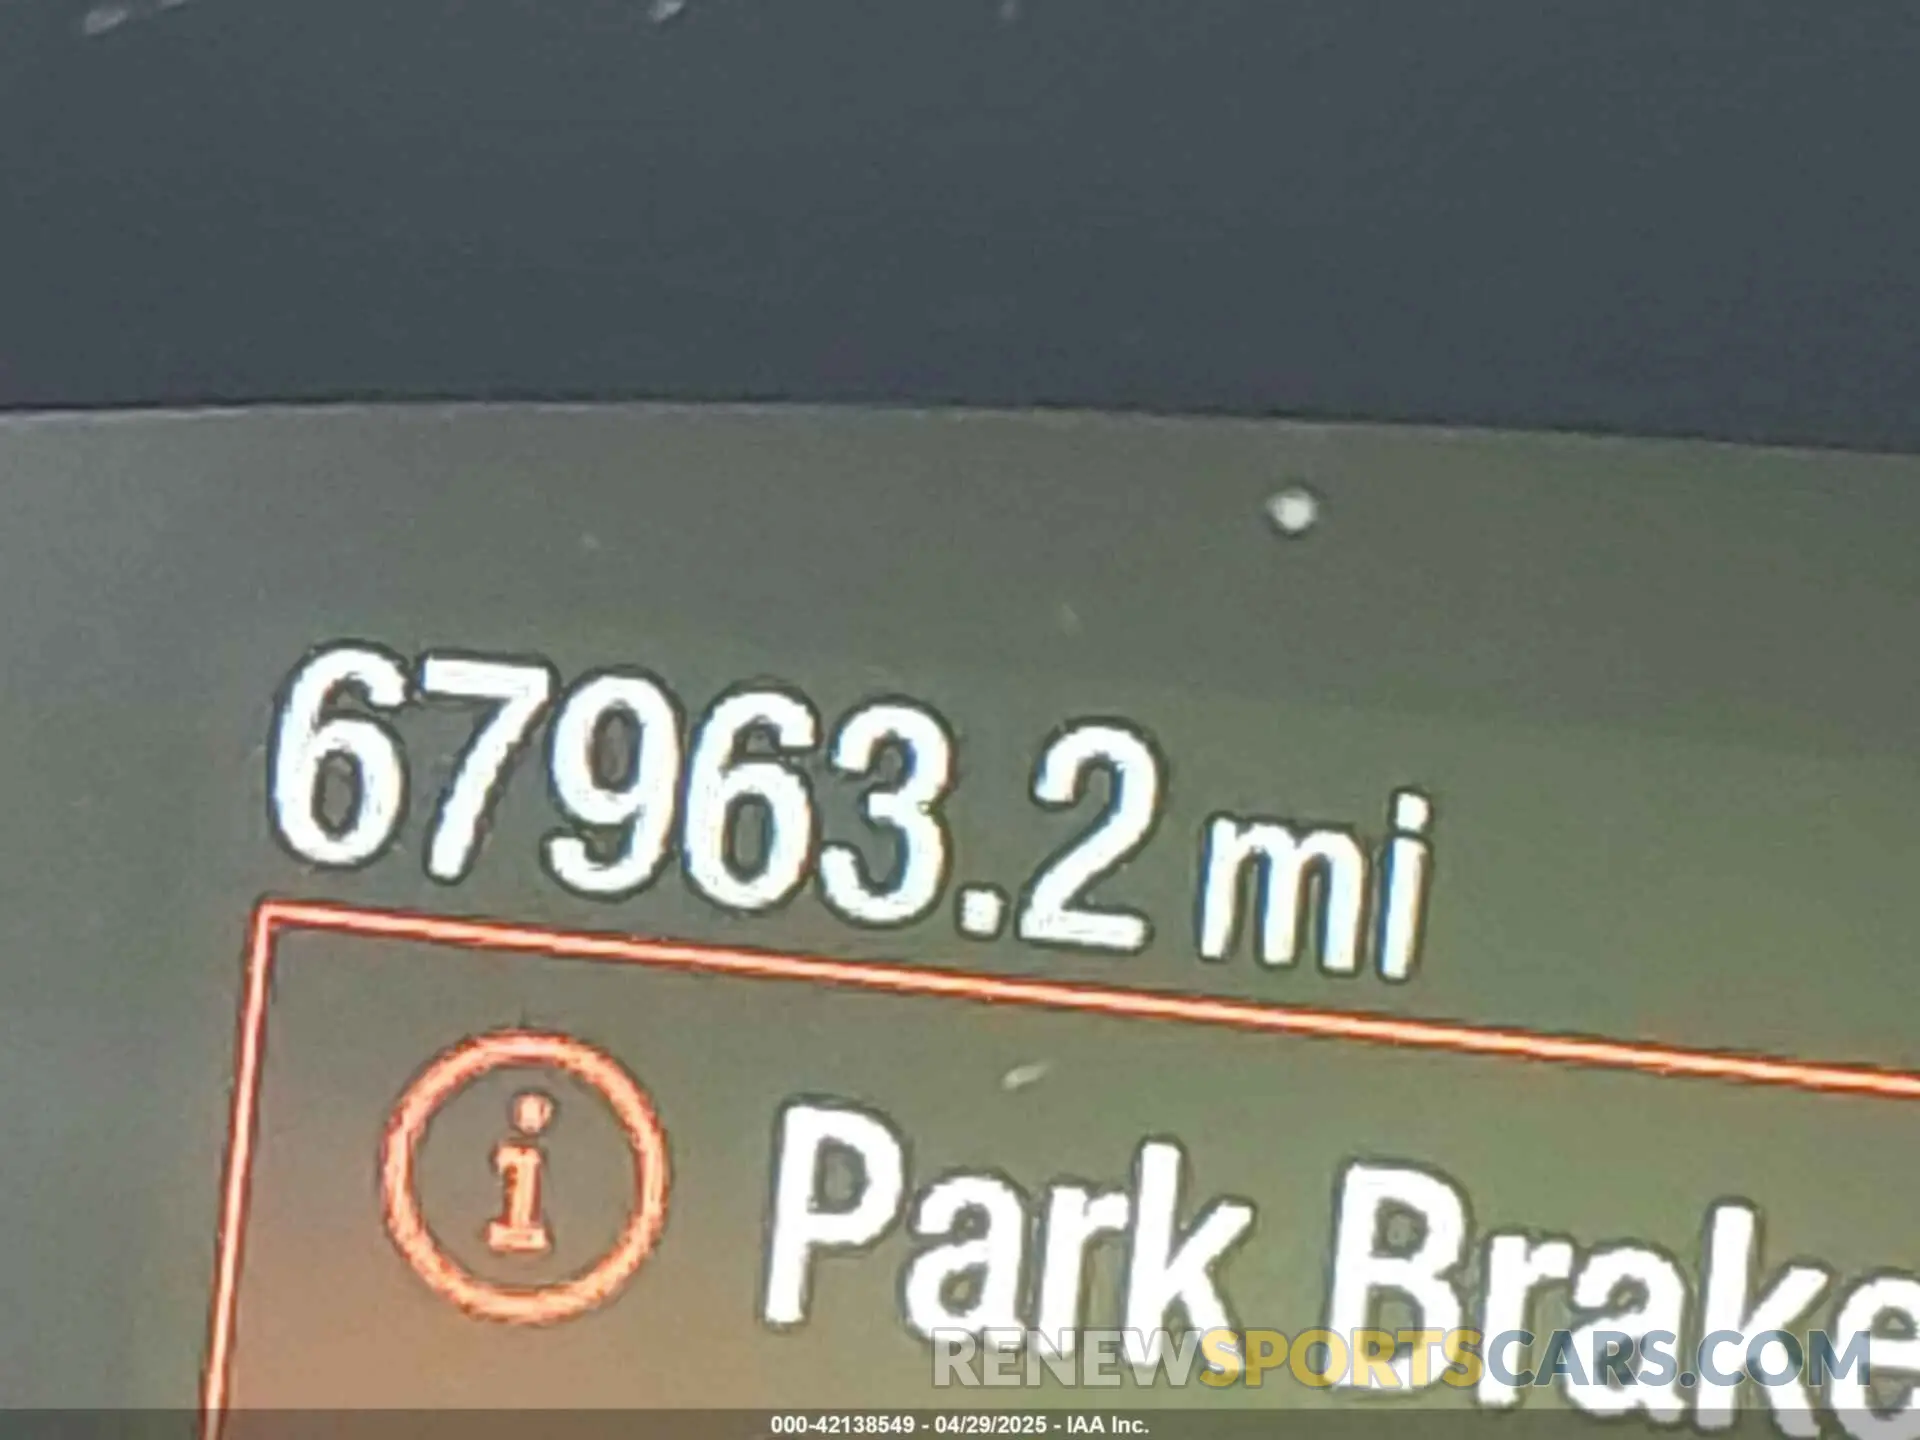 67963.2 mi
i Park Brake
RENEWSPORTSCARS.COM
000-42138549 - 04/29/2025 - IAA Inc.